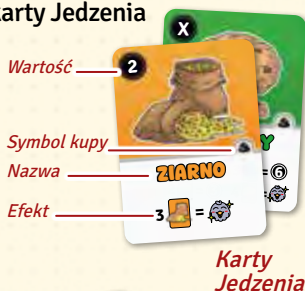 karty Jedzenia
X
Wartość
2
Symbol kupy
Y
Nazwa
ZIARNO
= 6
Efekt
3 =
=
Karty
Jedzenia